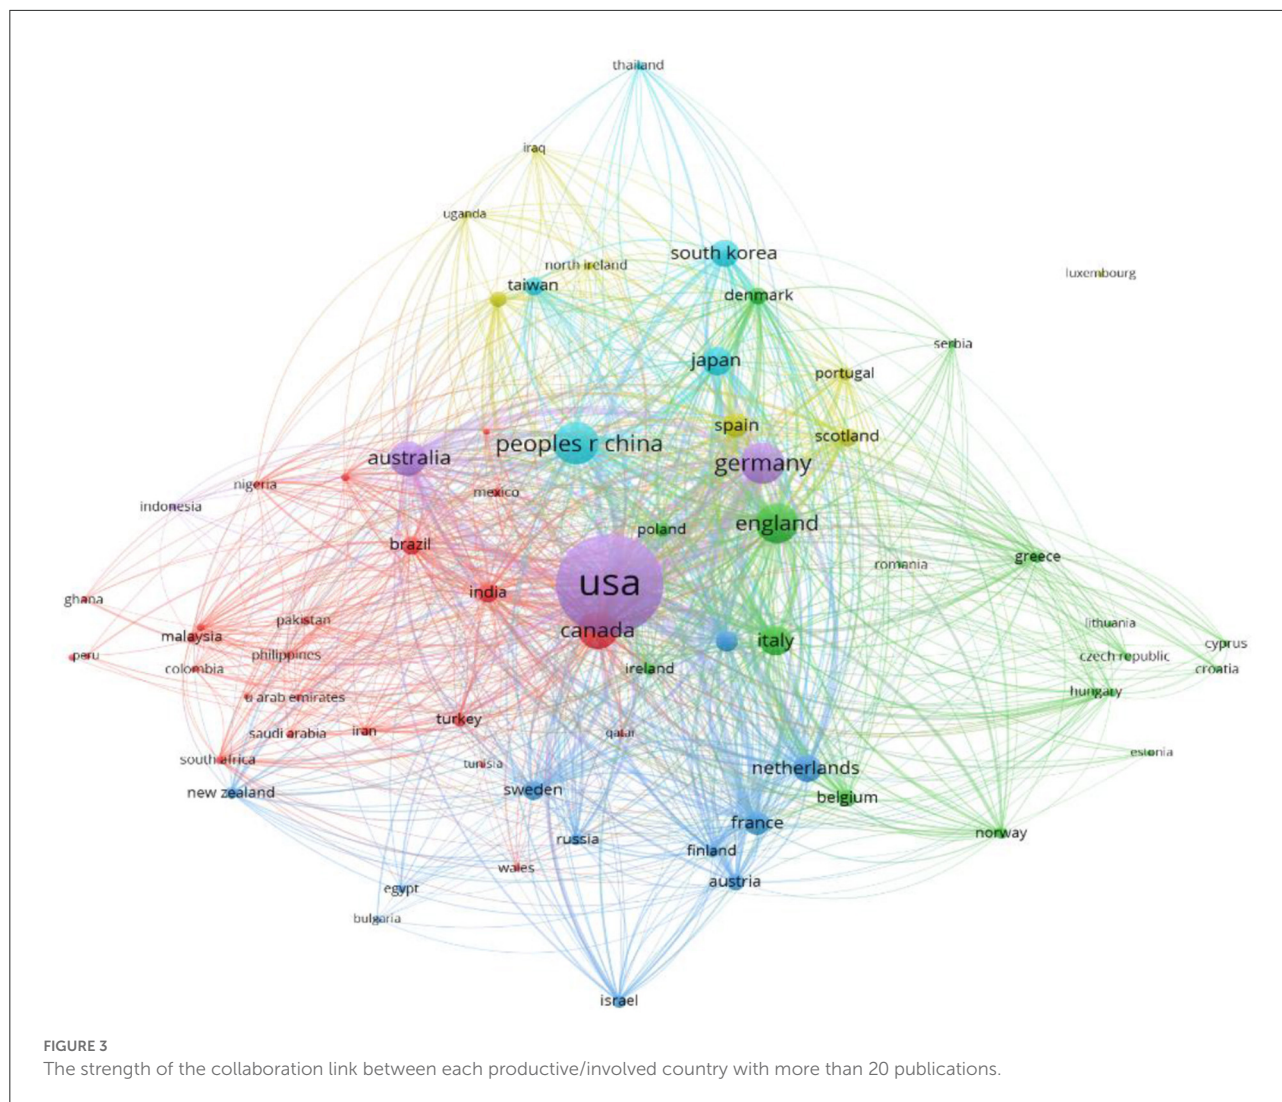 thailand
iraq
uganda
south korea
north ireland
luxembourg
taiwan
denmark
serbia
japan
portugal
spain
scotland
peoples r china
australia
germany
nigeria
mexico
indonesia
england
poland
brazil
greece
romania
usa
india
ghana
pakistan
lithuania
canada
malaysia
italy
cyprus
peru
philippines
czech republic
colombia
ireland
croatia
hungary
u arab emirates
turkey
saudi arabia
iran
qatar
estonia
south africa
tunisia
netherlands
new zealand
sweden
belgium
france
norway
russia
finland
wales
austria
egypt
bulgaria
israel
FIGURE 3
The strength of the collaboration link between each productive/involved country with more than 20 publications.